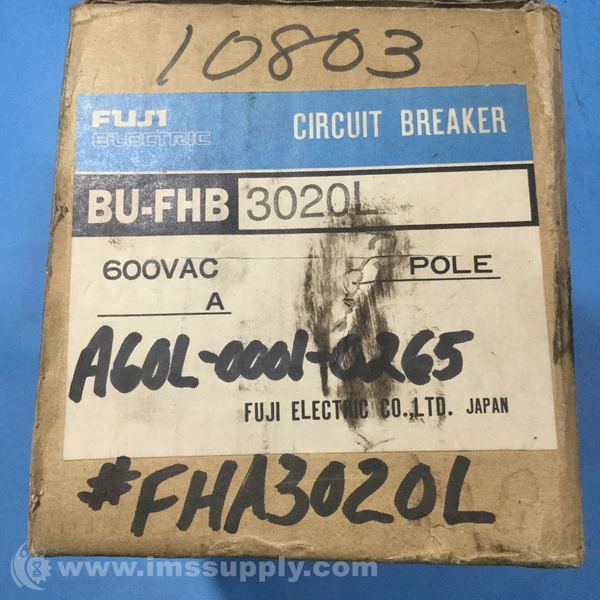 10803
FUJI
ELECTRIC
CIRCUIT BREAKER
BU-FHB 3020L
600VAC
POLE
A
A60L-0001-0265
FUJI ELECTRIC CO.,LTD. JAPAN
#FHA3020L
www.imssupply.com